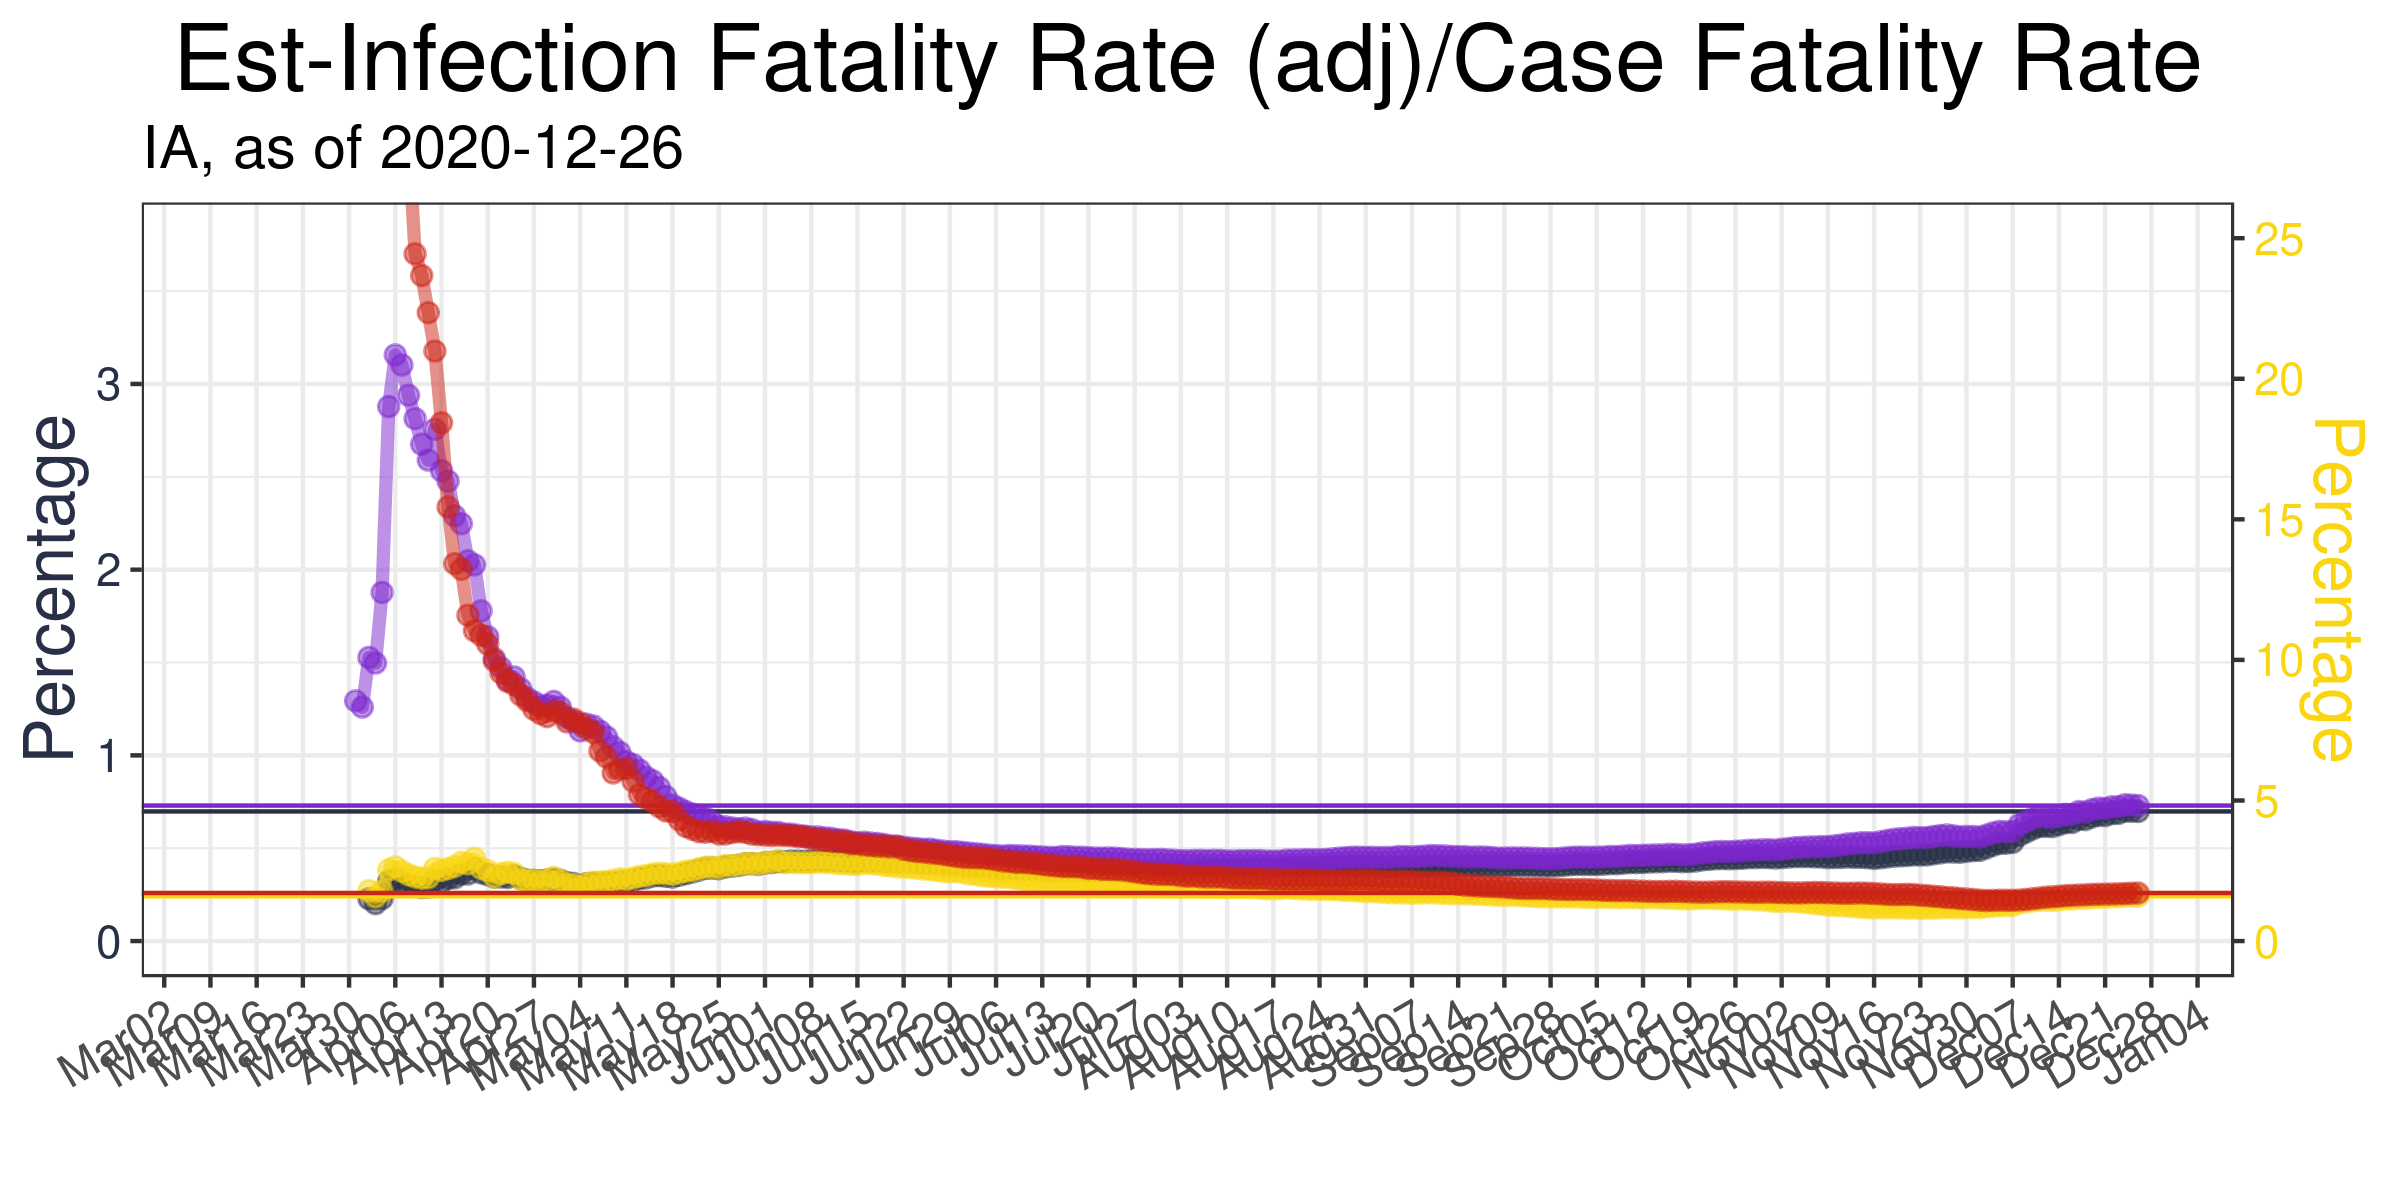 Est-Infection Fatality Rate (adj)/Case Fatality Rate
IA, as of 2020-12-26
Percentage
3
2
1
0
25
20
15
10
5
0
Percentage
Mar02
Mar09
Mar16
Mar23
Mar30
Apr06
Apr13
Apr20
Apr27
May04
May11
May18
May25
Jun01
Jun08
Jun15
Jun22
Jun29
Jul06
Jul13
Jul20
Jul27
Aug03
Aug10
Aug17
Aug24
Aug31
Sep07
Sep14
Sep21
Sep28
Oct05
Oct12
Oct19
Oct26
Nov02
Nov09
Nov16
Nov23
Nov30
Dec07
Dec14
Dec21
Dec28
Jan04